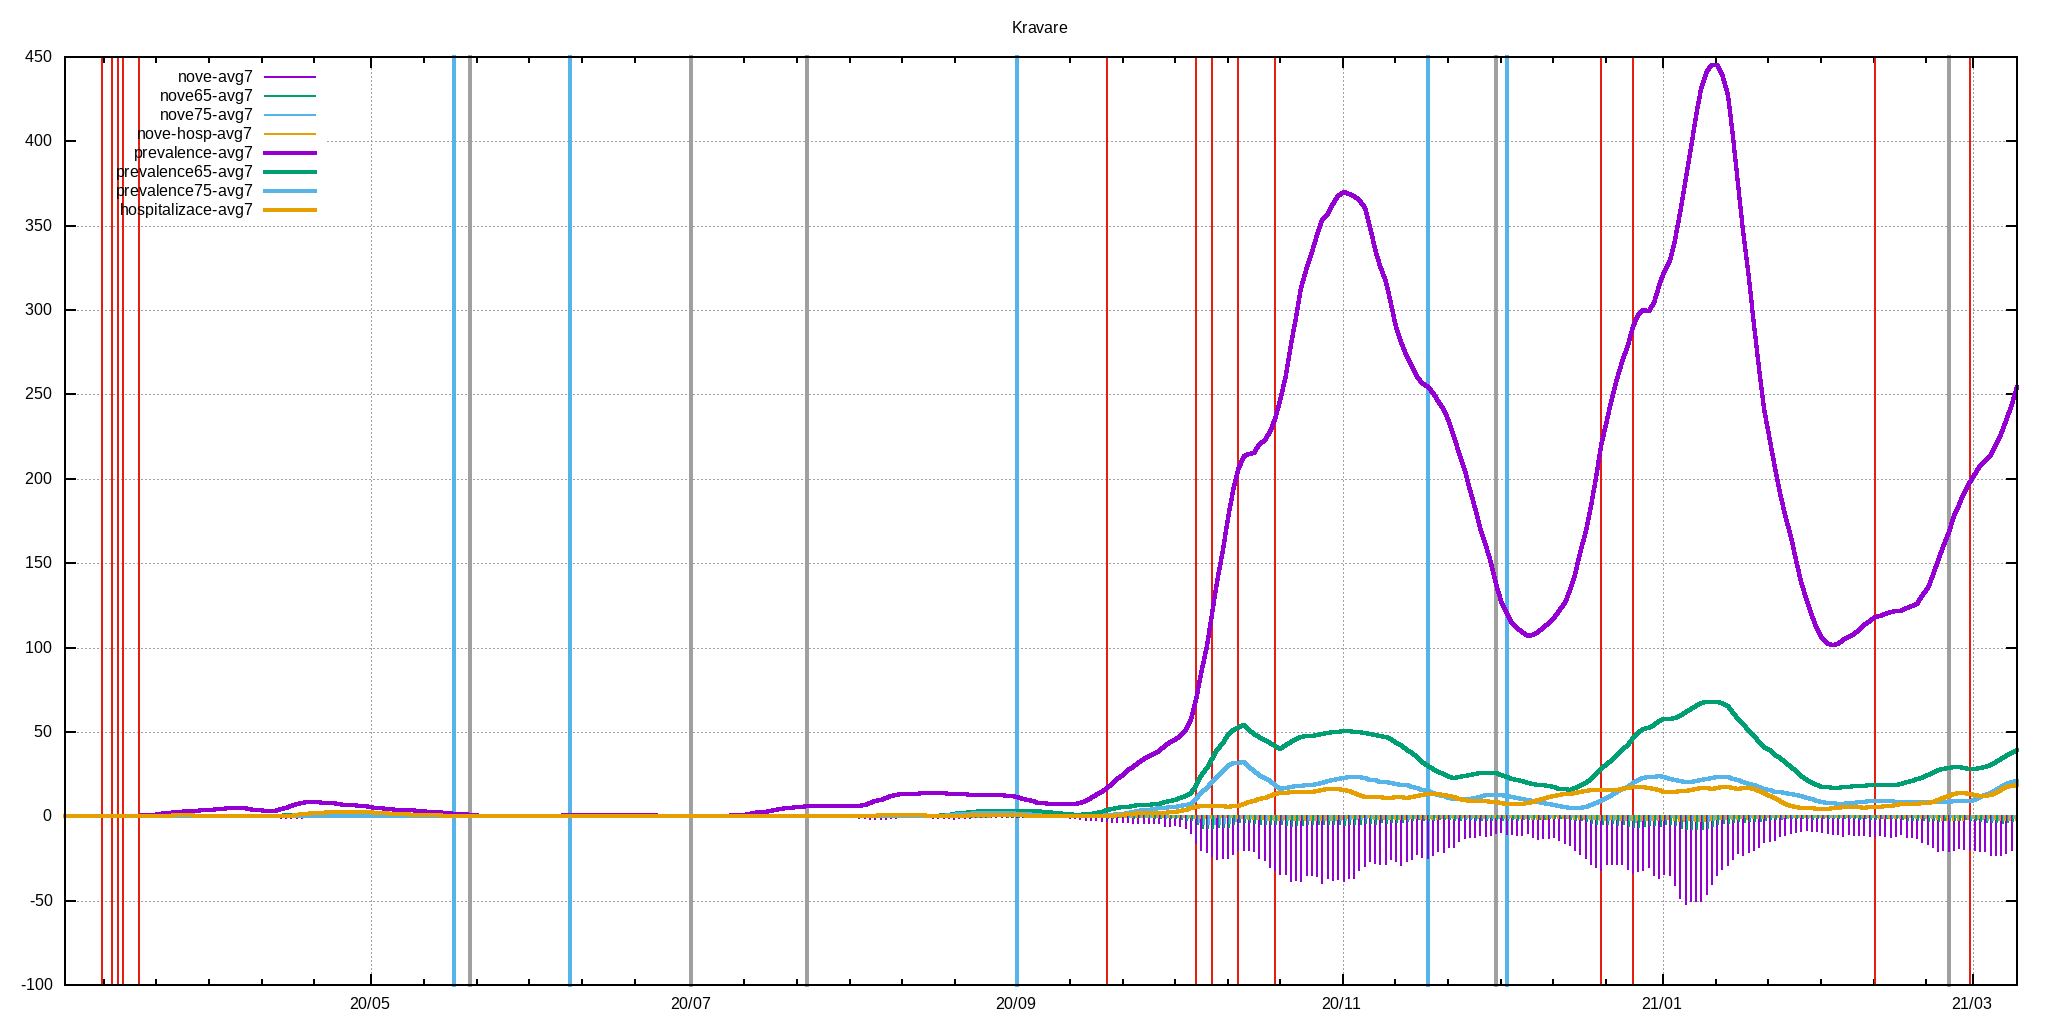 Kravare
450
400
350
300
250
200
150
100
50
0
-50
-100
nove-avg7
nove65-avg7
nove75-avg7
nove-hosp-avg7
prevalence-avg7
prevalence65-avg7
prevalence75-avg7
hospitalizace-avg7
20/05
20/07
20/09
20/11
21/01
21/03